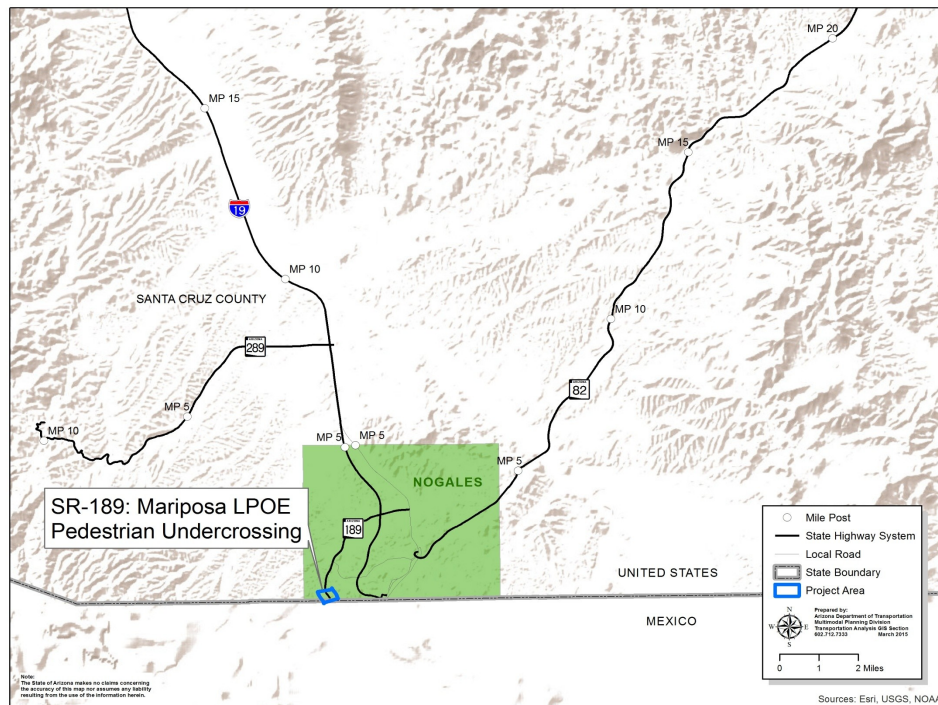 MP 20
MP 15
MP 15
19
MP 10
SANTA CRUZ COUNTY
MP 10
289
82
MP 5
MP 10
MP 5
MP 5
MP 5
NOGALES
SR-189: Mariposa LPOE
Pedestrian Undercrossing
189
UNITED STATES
MEXICO
Mile Post
State Highway System
Local Road
State Boundary
Project Area
N
W
E
S
Prepared by:
Arizona Department of Transportation
Multimodal Planning Division
Transportation Analysis GIS Section
602.712.7333 March 2015
0 1 2 Miles
Note:
The State of Arizona makes no claims concerning
the accuracy of this map nor assumes any liability
resulting from the use of the information herein.
Sources: Esri, USGS, NOAA